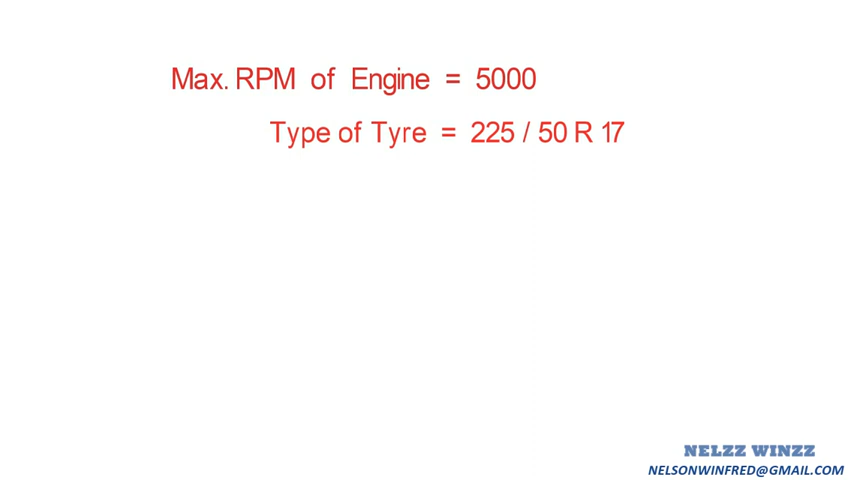 Max. RPM of Engine = 5000
Type of Tyre = 225 / 50 R 17
NELZZ WINZZ
NELSONWINFRED@GMAIL.COM